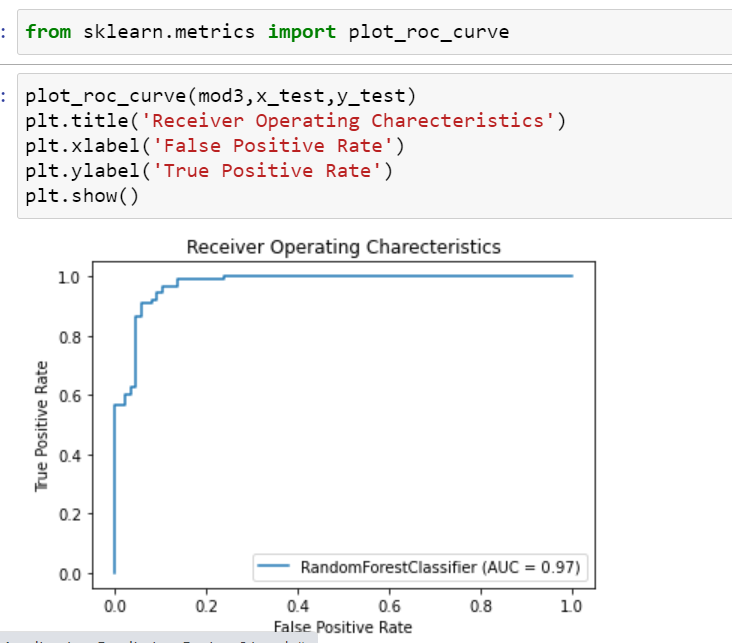 : from sklearn.metrics import plot_roc_curve
: plot_roc_curve(mod3,x_test,y_test)
plt.title('Receiver Operating Charecteristics')
plt.xlabel('False Positive Rate')
plt.ylabel('True Positive Rate')
plt.show()
Receiver Operating Charecteristics
1.0
0.8
0.6
0.4
0.2
0.0
True Positive Rate
RandomForestClassifier (AUC = 0.97)
0.0 0.2 0.4 0.6 0.8 1.0
False Positive Rate